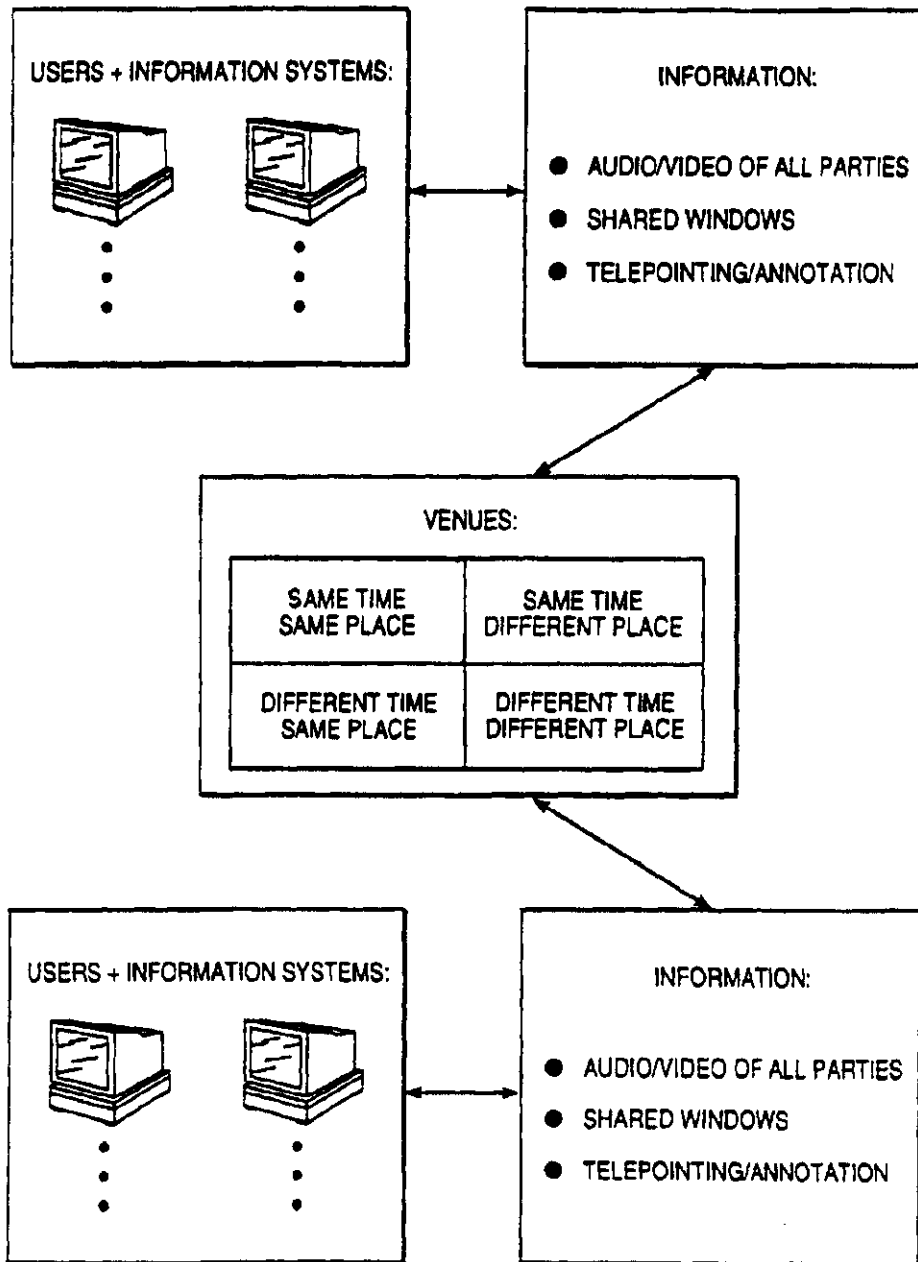 USERS + INFORMATION SYSTEMS:
INFORMATION:
● AUDIO/VIDEO OF ALL PARTIES
● SHARED WINDOWS
● TELEPOINTING/ANNOTATION
VENUES:
SAME TIME
SAME PLACE
SAME TIME
DIFFERENT PLACE
DIFFERENT TIME
SAME PLACE
DIFFERENT TIME
DIFFERENT PLACE
USERS + INFORMATION SYSTEMS:
INFORMATION:
● AUDIO/VIDEO OF ALL PARTIES
● SHARED WINDOWS
● TELEPOINTING/ANNOTATION